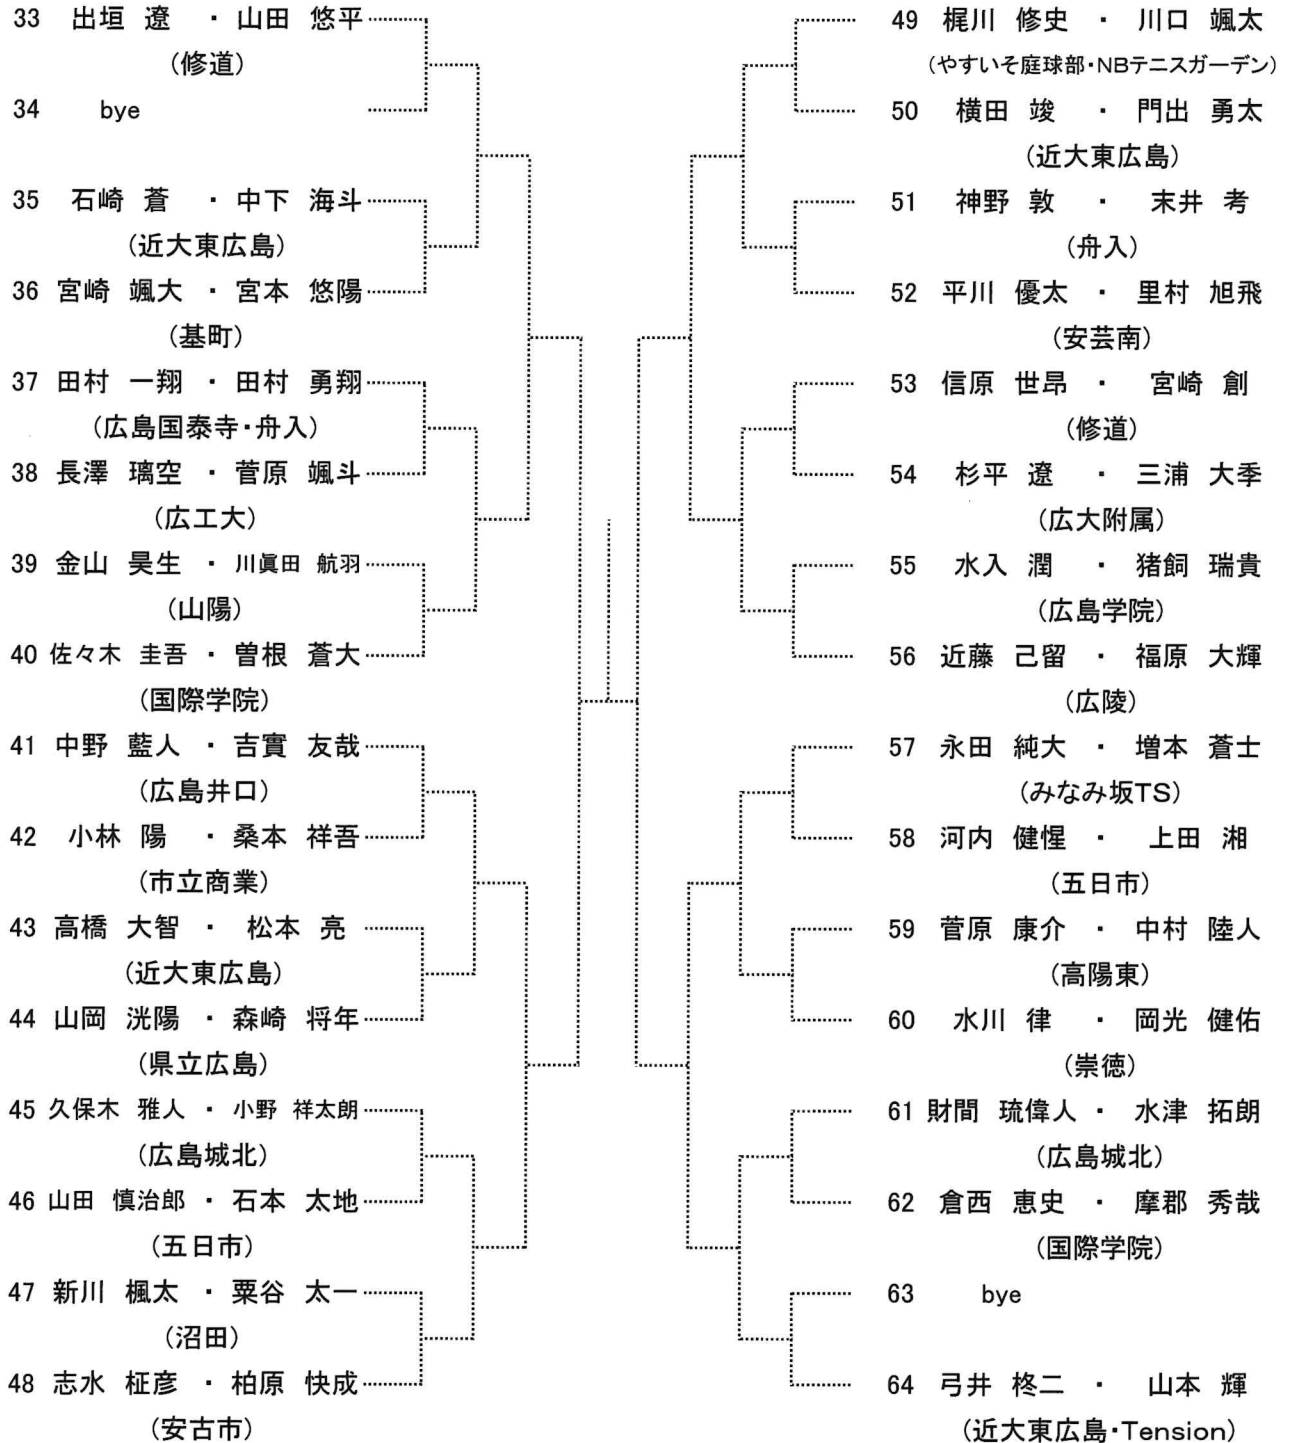 33 出垣 遼 ・ 山田 悠平
(修道)
34 bye
35 石崎 蒼 ・ 中下 海斗
(近大東広島)
36 宮崎 颯大 ・ 宮本 悠陽
(基町)
37 田村 一翔 ・ 田村 勇翔
(広島国泰寺・舟入)
38 長澤 璃空 ・ 菅原 颯斗
(広工大)
39 金山 昊生 ・ 川眞田 航羽
(山陽)
40 佐々木 圭吾 ・ 曽根 蒼大
(国際学院)
41 中野 藍人 ・ 吉實 友哉
(広島井口)
42 小林 陽 ・ 桑本 祥吾
(市立商業)
43 高橋 大智 ・ 松本 亮
(近大東広島)
44 山岡 洸陽 ・ 森崎 将年
(県立広島)
45 久保木 雅人 ・ 小野 祥太朗
(広島城北)
46 山田 慎治郎 ・ 石本 太地
(五日市)
47 新川 楓太 ・ 粟谷 太一
(沼田)
48 志水 柾彦 ・ 柏原 快成
(安古市)
49 梶川 修史 ・ 川口 颯太
(やすいそ庭球部・NBテニスガーデン)
50 横田 竣 ・ 門出 勇太
(近大東広島)
51 神野 敦 ・ 末井 考
(舟入)
52 平川 優太 ・ 里村 旭飛
(安芸南)
53 信原 世昂 ・ 宮崎 創
(修道)
54 杉平 遼 ・ 三浦 大季
(広大附属)
55 水入 潤 ・ 猪飼 瑞貴
(広島学院)
56 近藤 己留 ・ 福原 大輝
(広陵)
57 永田 純大 ・ 増本 蒼士
(みなみ坂TS)
58 河内 健惺 ・ 上田 湘
(五日市)
59 菅原 康介 ・ 中村 陸人
(高陽東)
60 水川 律 ・ 岡光 健佑
(崇徳)
61 財間 琉偉人 ・ 水津 拓朗
(広島城北)
62 倉西 恵史 ・ 摩郡 秀哉
(国際学院)
63 bye
64 弓井 柊二 ・ 山本 輝
(近大東広島・Tension)